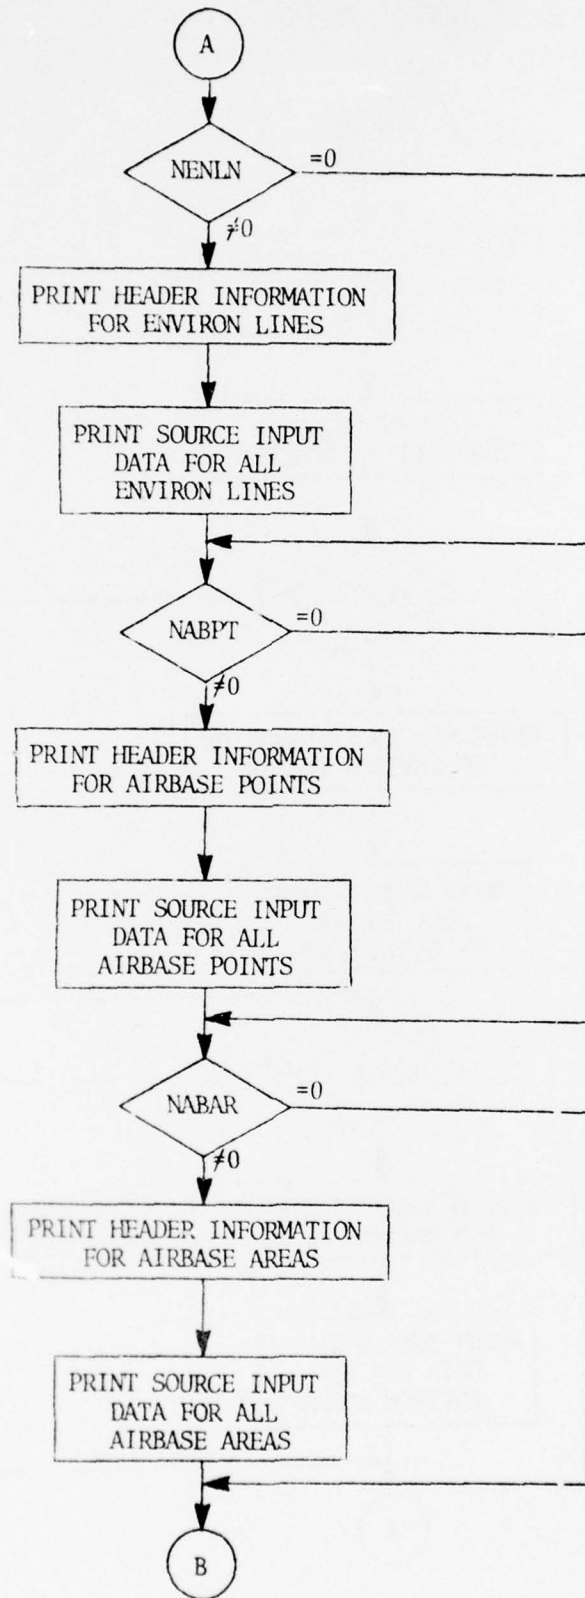 A
NENLN
=0
≠0
PRINT HEADER INFORMATION
FOR ENVIRON LINES
PRINT SOURCE INPUT
DATA FOR ALL
ENVIRON LINES
NABPT
=0
≠0
PRINT HEADER INFORMATION
FOR AIRBASE POINTS
PRINT SOURCE INPUT
DATA FOR ALL
AIRBASE POINTS
NABAR
=0
≠0
PRINT HEADER INFORMATION
FOR AIRBASE AREAS
PRINT SOURCE INPUT
DATA FOR ALL
AIRBASE AREAS
B